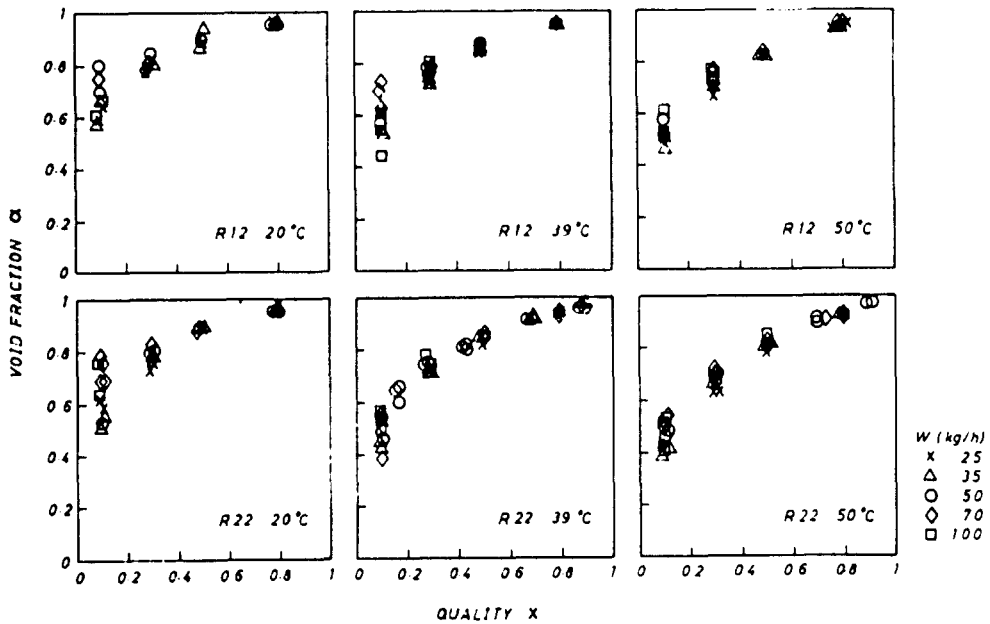 1
0·8
0·6
0·4
0·2
0
R12 20°C
R12 39°C
R12 50°C
VOID FRACTION α
1
0·8
0·6
0·4
0·2
0
R22 20°C
R22 39°C
R22 50°C
0 0·2 0·4 0·6 0·8 0 0·2 0·4 0·6 0·8 0 0·2 0·4 0·6 0·8 1
QUALITY X
W (kg/h)
× 25
△ 35
○ 50
◇ 70
□ 100